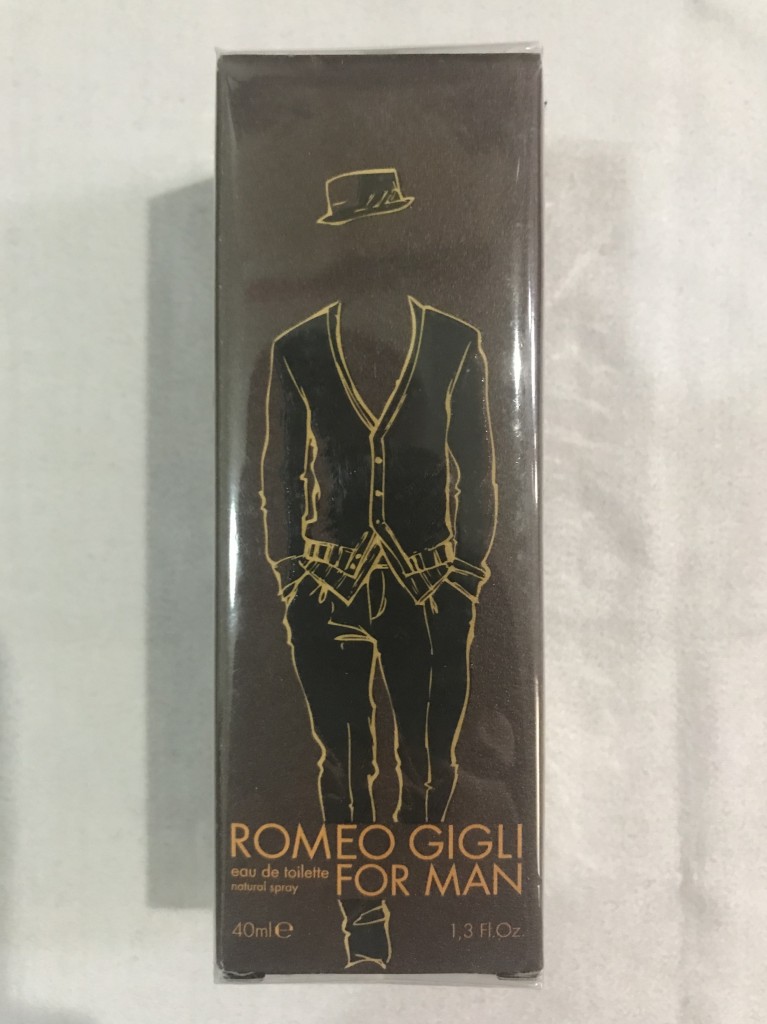 ROMEO GIGLI
eau de toilette FOR MAN
natural spray
40ml℮ 1,3 Fl.Oz.